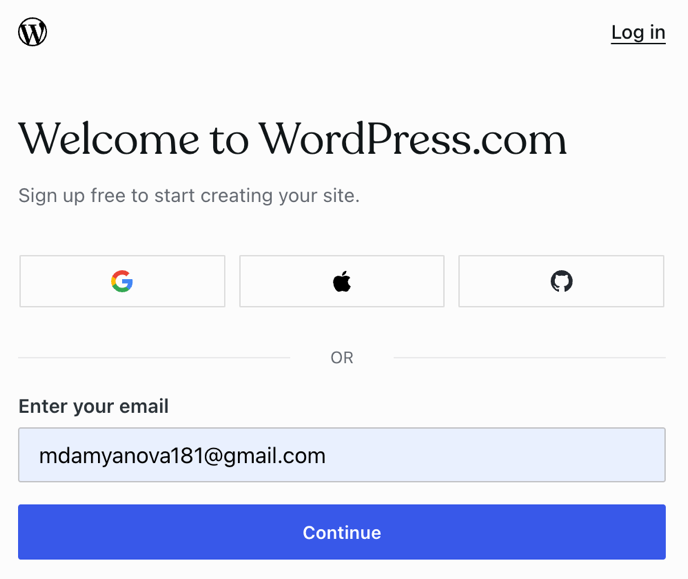 Log in
Welcome to WordPress.com
Sign up free to start creating your site.
OR
Enter your email
mdamyanova181@gmail.com
Continue